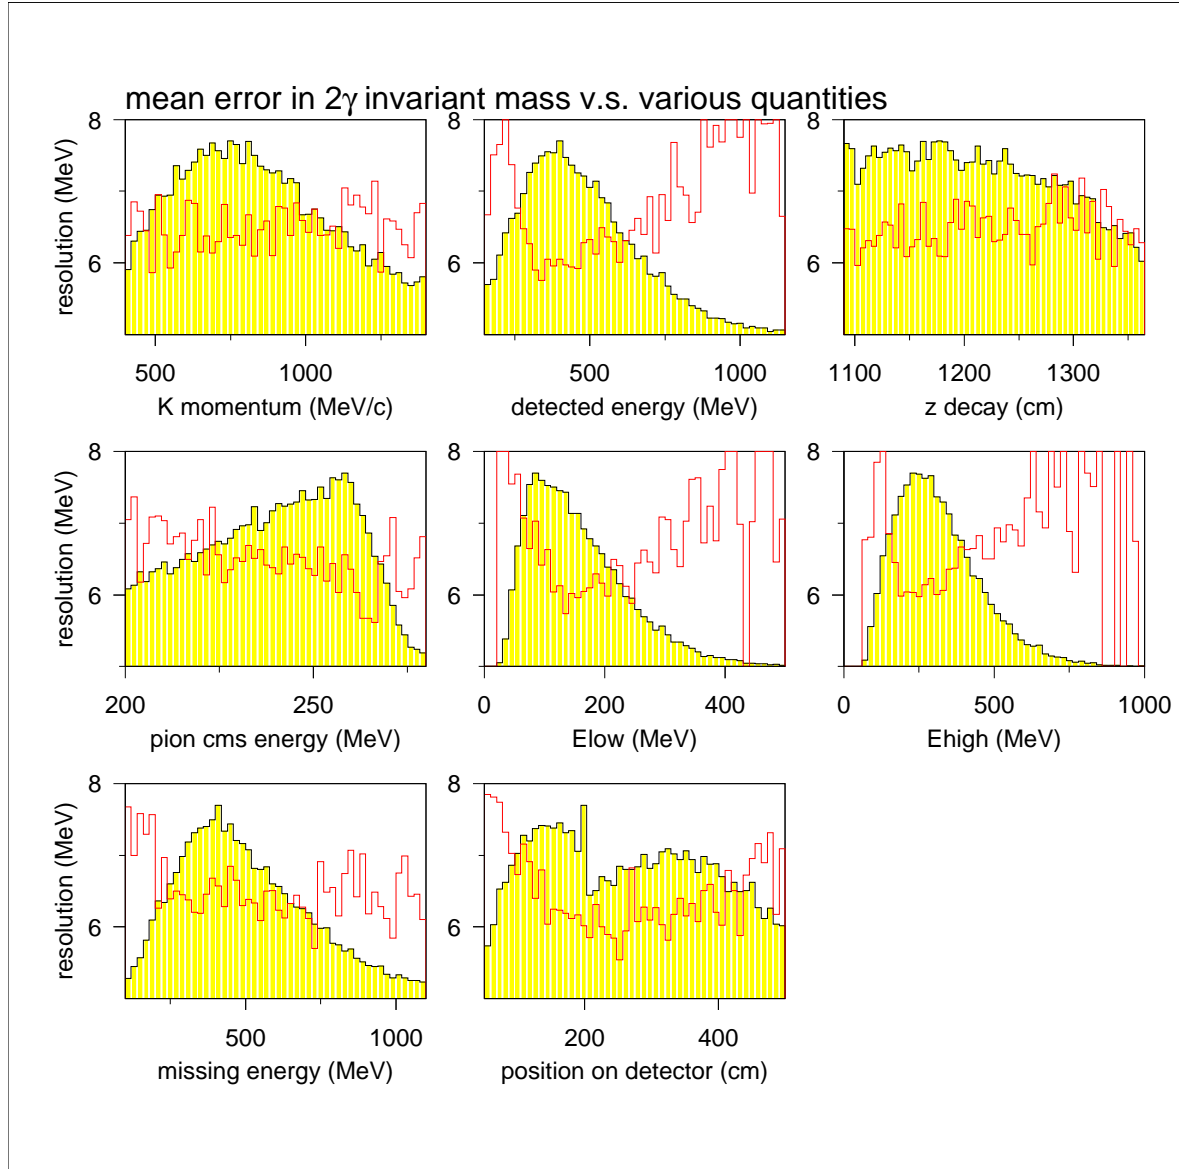 mean error in 2γ invariant mass v.s. various quantities
resolution (MeV)
8
6
500
1000
K momentum (MeV/c)
8
6
500
1000
detected energy (MeV)
8
6
1100
1200
1300
z decay (cm)
resolution (MeV)
8
6
200
250
pion cms energy (MeV)
8
6
0
200
400
Elow (MeV)
8
6
0
500
1000
Ehigh (MeV)
resolution (MeV)
8
6
500
1000
missing energy (MeV)
8
6
200
400
position on detector (cm)